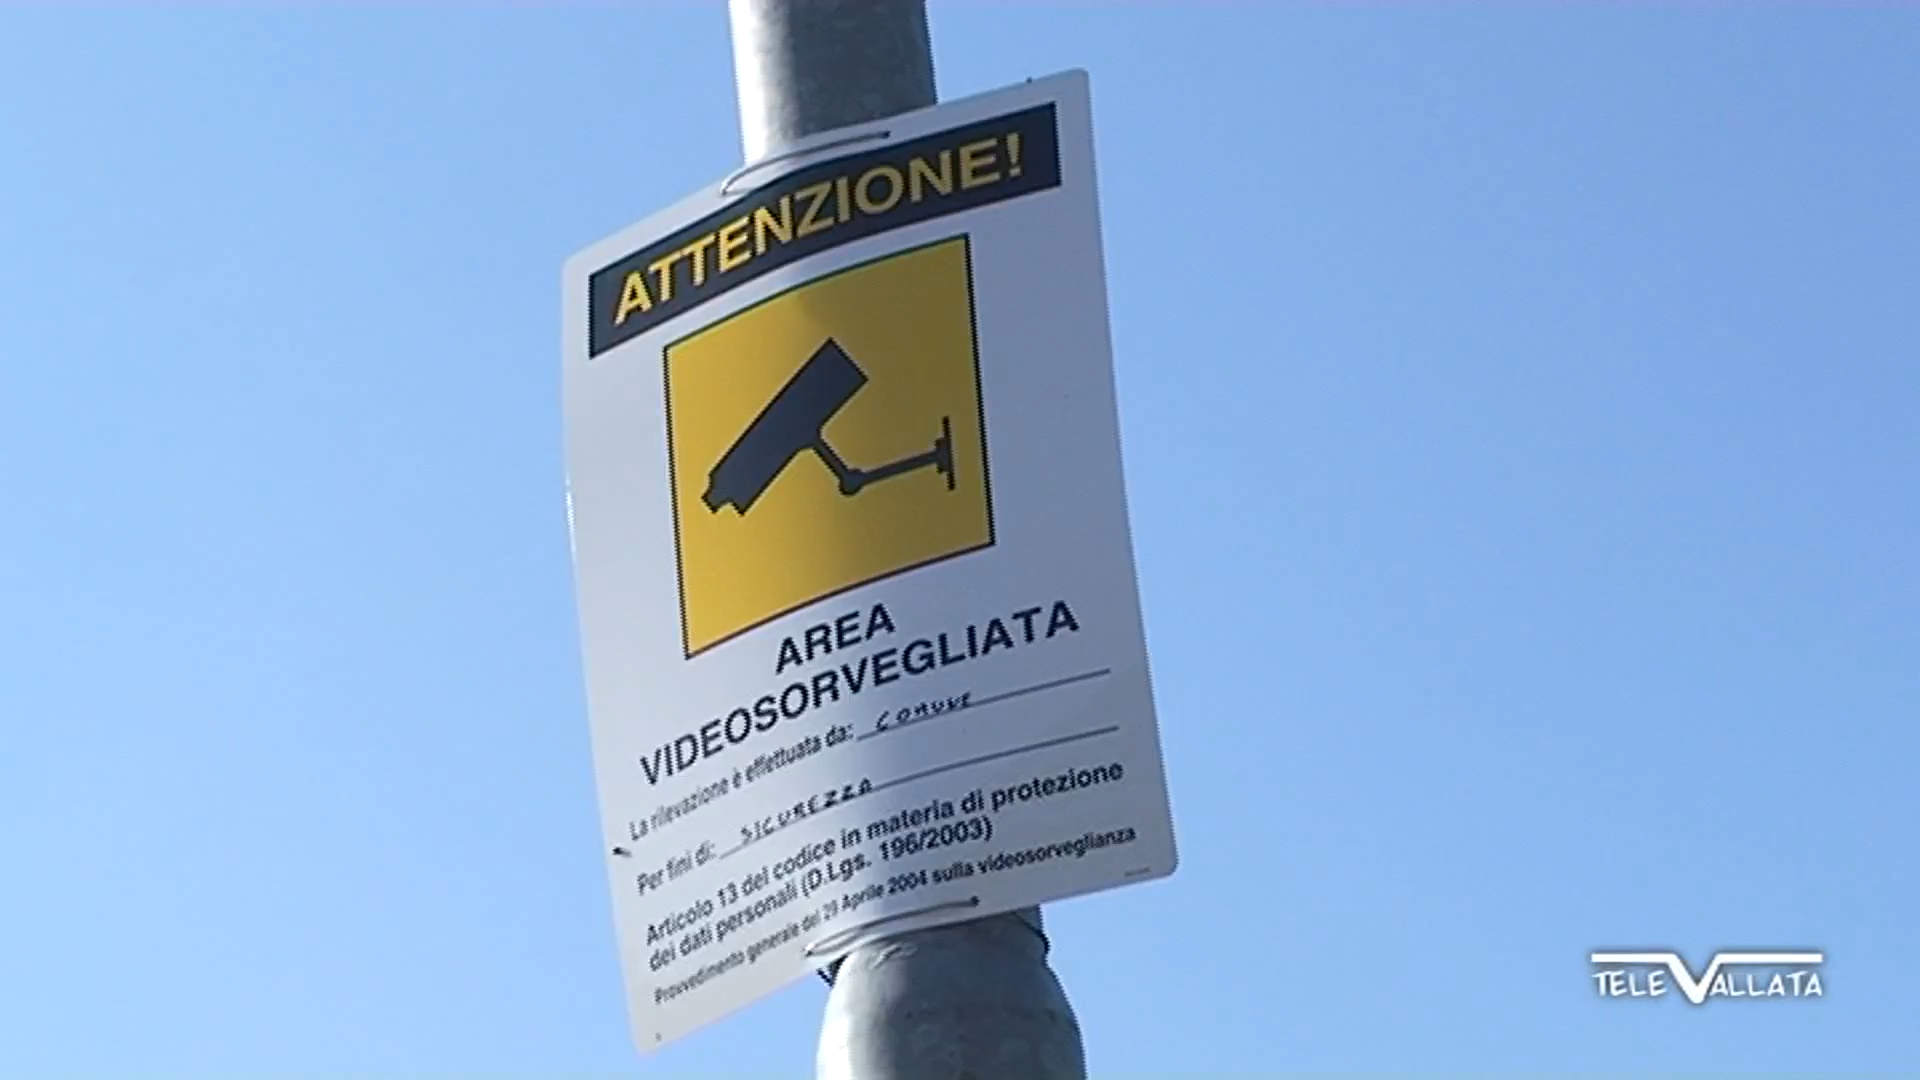 ATTENZIONE!
AREA
VIDEOSORVEGLIATA
La rilevazione è effettuata da: COMUNE
Per fini di: SICUREZZA
Articolo 13 del codice in materia di protezione
dei dati personali (D.Lgs. 196/2003)
Provvedimento generale del 29 Aprile 2004 sulla videosorveglianza
TELEVALLATA